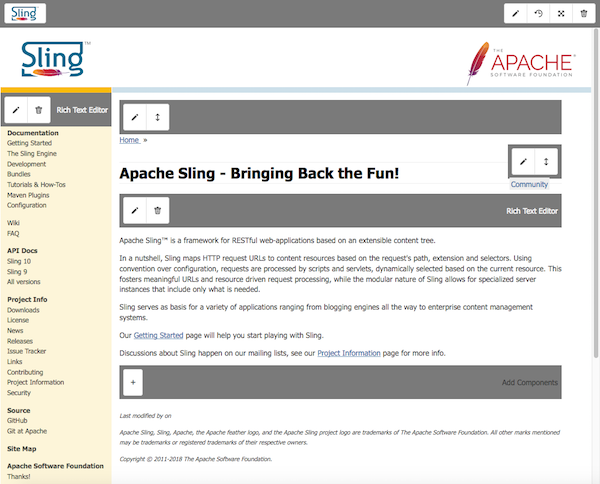 Sling
Sling™
THE
APACHE®
SOFTWARE FOUNDATION
Rich Text Editor
Documentation
Getting Started
The Sling Engine
Development
Bundles
Tutorials & How-Tos
Maven Plugins
Configuration
Wiki
FAQ
API Docs
Sling 10
Sling 9
All versions
Project Info
Downloads
License
News
Releases
Issue Tracker
Links
Contributing
Project Information
Security
Source
GitHub
Git at Apache
Site Map
Apache Software Foundation
Thanks!
Home »
Community
Apache Sling - Bringing Back the Fun!
Rich Text Editor
Apache Sling™ is a framework for RESTful web-applications based on an extensible content tree.
In a nutshell, Sling maps HTTP request URLs to content resources based on the request's path, extension and selectors. Using
convention over configuration, requests are processed by scripts and servlets, dynamically selected based on the current resource. This
fosters meaningful URLs and resource driven request processing, while the modular nature of Sling allows for specialized server
instances that include only what is needed.
Sling serves as basis for a variety of applications ranging from blogging engines all the way to enterprise content management
systems.
Our Getting Started page will help you start playing with Sling.
Discussions about Sling happen on our mailing lists, see our Project Information page for more info.
Add Components
Last modified by on
Apache Sling, Sling, Apache, the Apache feather logo, and the Apache Sling project logo are trademarks of The Apache Software Foundation. All other marks mentioned
may be trademarks or registered trademarks of their respective owners.
Copyright © 2011-2018 The Apache Software Foundation.